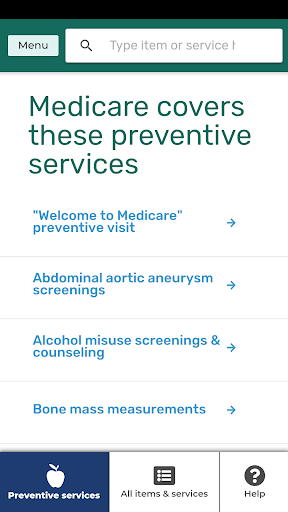 Menu
Type item or service h
Medicare covers
these preventive
services
"Welcome to Medicare"
preventive visit
Abdominal aortic aneurysm
screenings
Alcohol misuse screenings &
counseling
Bone mass measurements
Preventive services
All items & services
Help